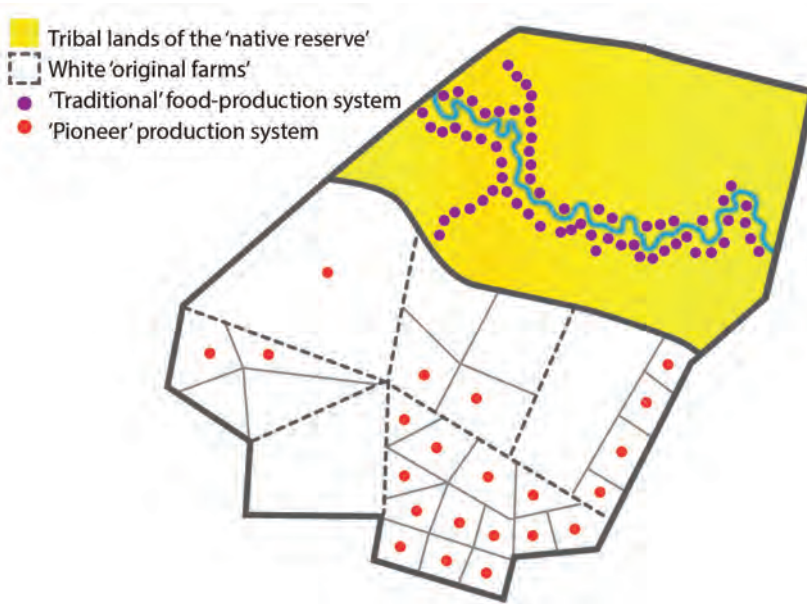 Tribal lands of the ‘native reserve’
White ‘original farms’
‘Traditional’ food-production system
‘Pioneer’ production system